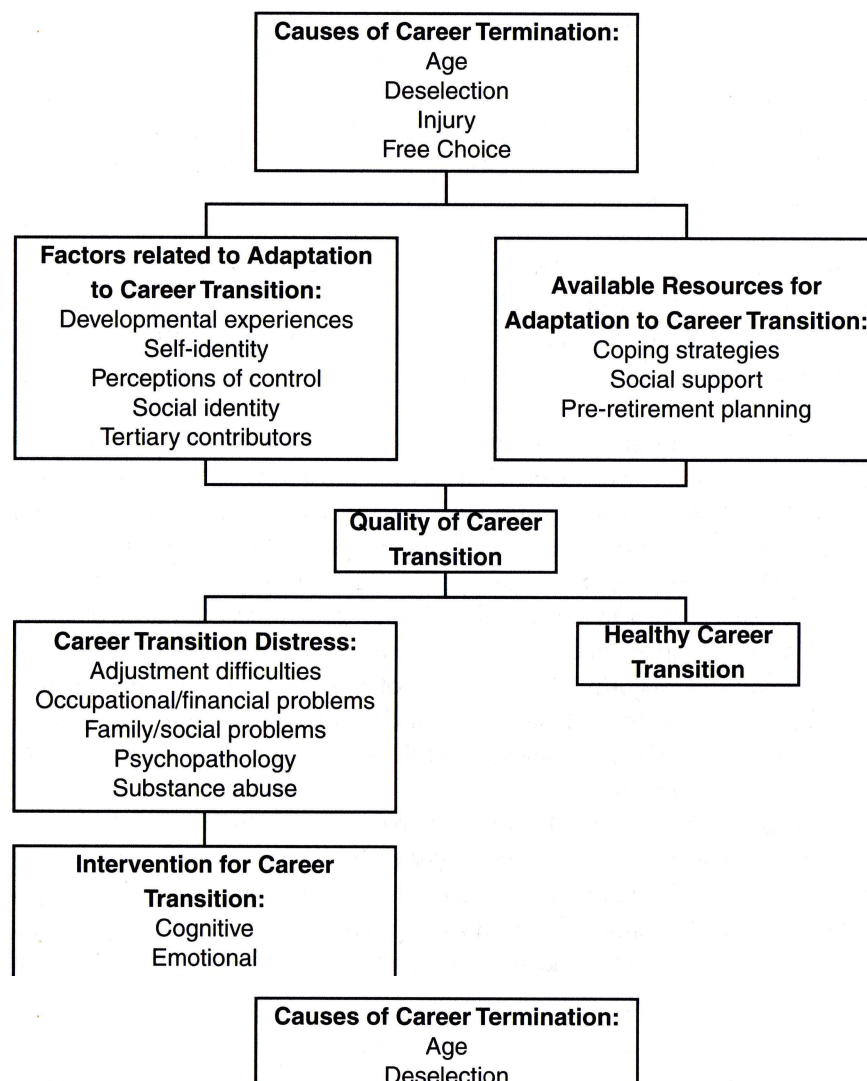 Causes of Career Termination:
Age
Deselection
Injury
Free Choice
Factors related to Adaptation
to Career Transition:
Developmental experiences
Self-identity
Perceptions of control
Social identity
Tertiary contributors
Available Resources for
Adaptation to Career Transition:
Coping strategies
Social support
Pre-retirement planning
Quality of Career
Transition
Career Transition Distress:
Adjustment difficulties
Occupational/financial problems
Family/social problems
Psychopathology
Substance abuse
Healthy Career
Transition
Intervention for Career
Transition:
Cognitive
Emotional
Causes of Career Termination:
Age
Deselection